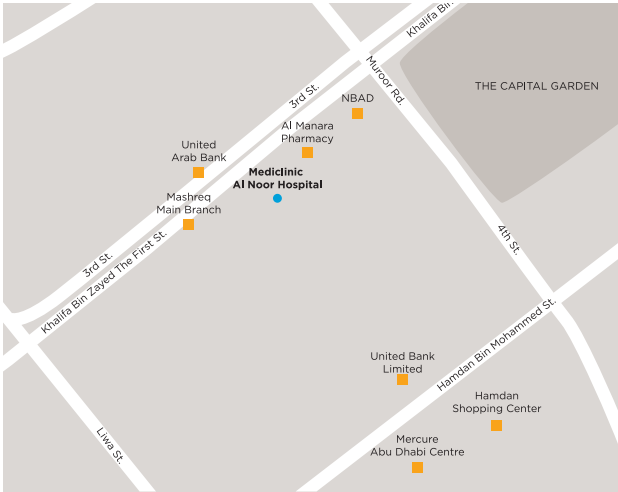 Khalifa Bin
Muroor Rd.
THE CAPITAL GARDEN
3rd St.
NBAD
Al Manara
Pharmacy
United
Arab Bank
Mediclinic
Al Noor Hospital
Mashreq
Main Branch
3rd St.
Khalifa Bin Zayed The First St.
4th St.
Hamdan Bin Mohammed St.
United Bank
Limited
Hamdan
Shopping Center
Mercure
Abu Dhabi Centre
Liwa St.